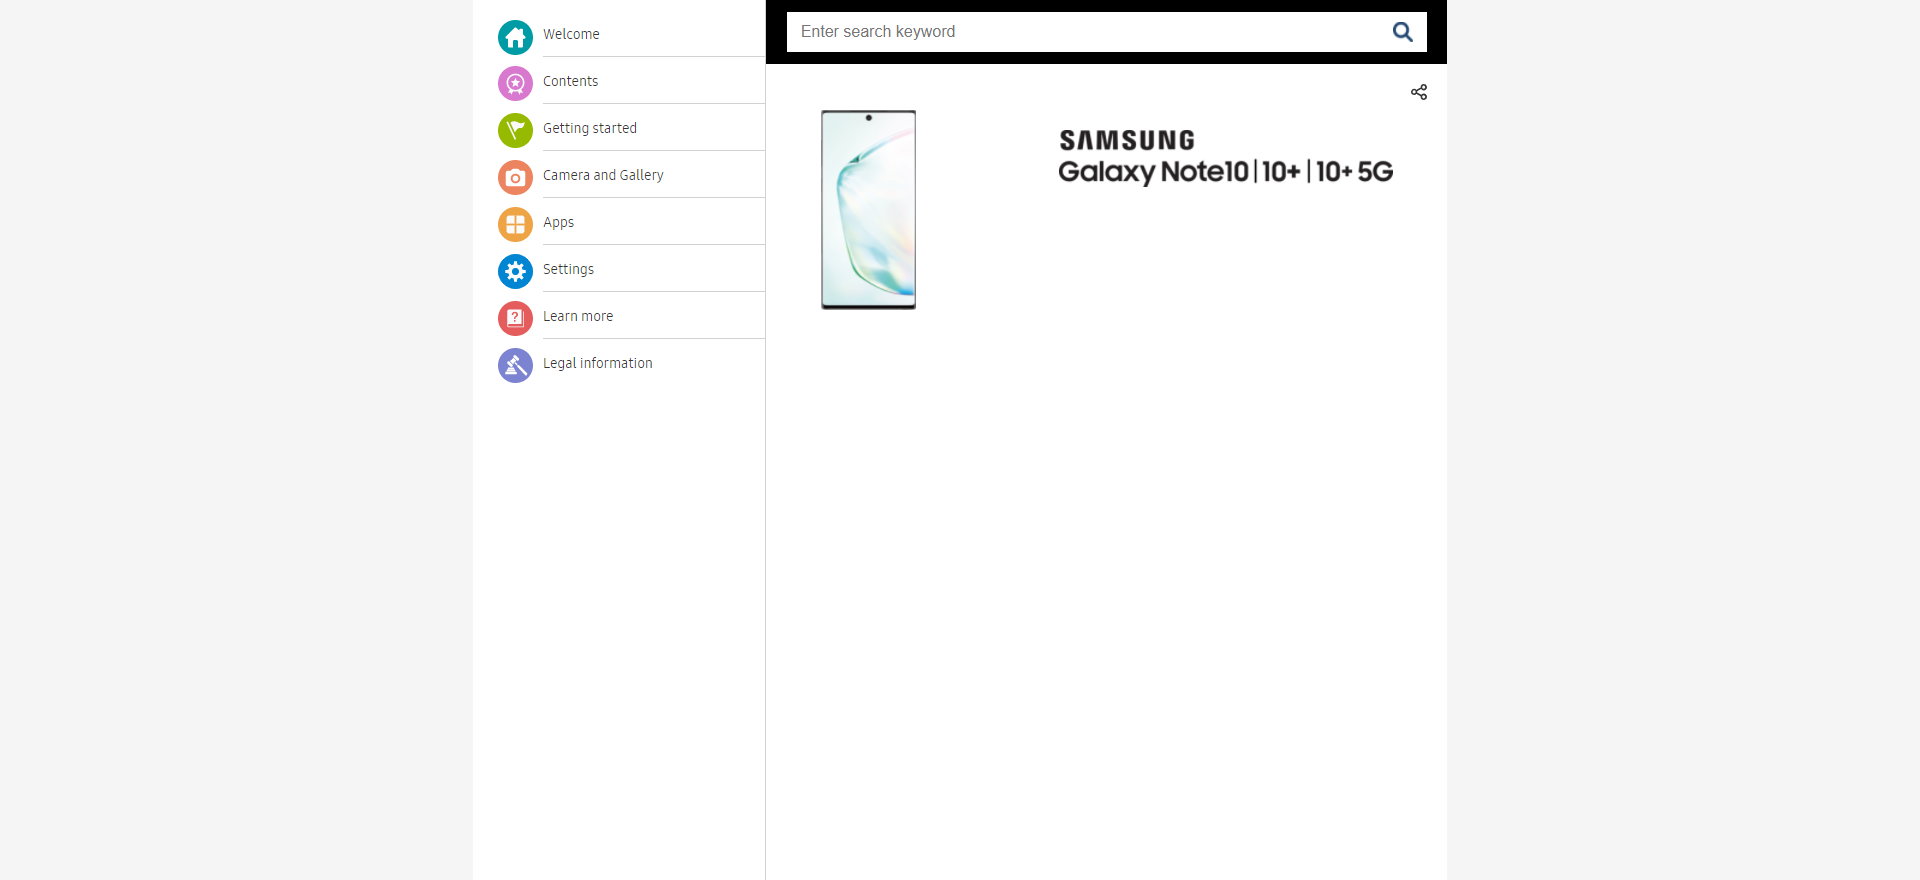 Welcome
Contents
Getting started
Camera and Gallery
Apps
Settings
Learn more
Legal information
Enter search keyword
SAMSUNG
Galaxy Note10 | 10+ | 10+ 5G